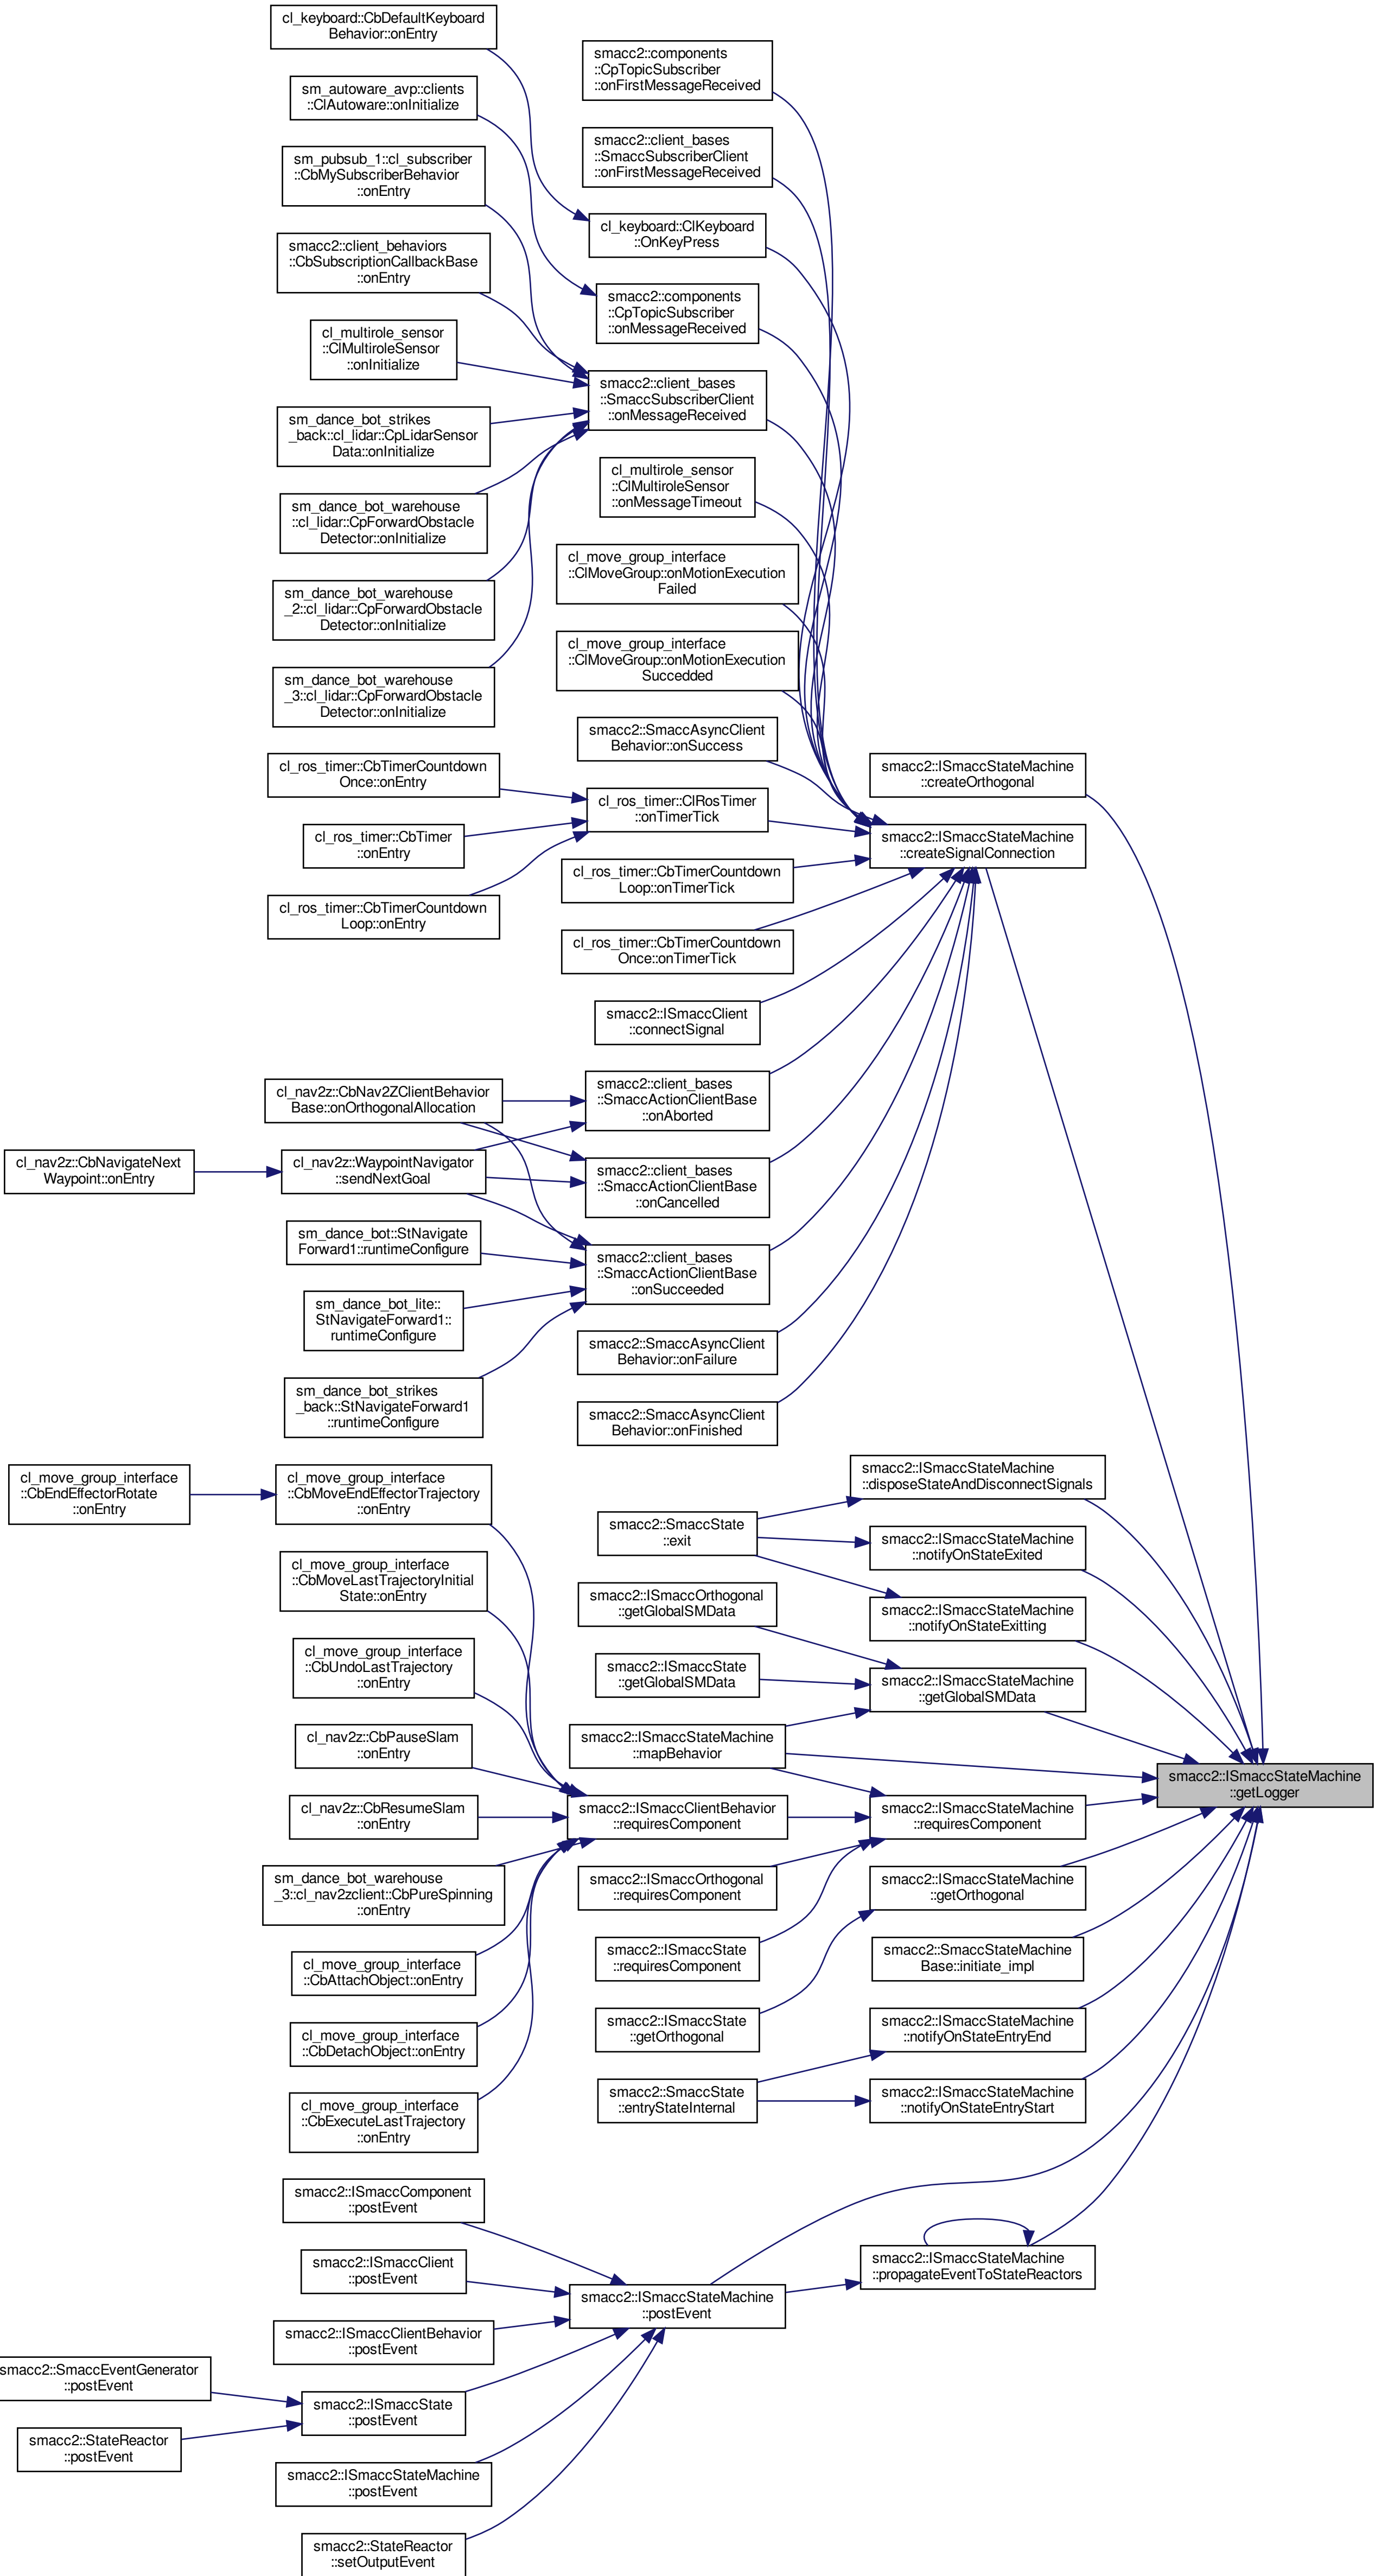 cl_keyboard::CbDefaultKeyboard
Behavior::onEntry
sm_autoware_avp::clients
::ClAutoware::onInitialize
sm_pubsub_1::cl_subscriber
::CbMySubscriberBehavior
::onEntry
smacc2::client_behaviors
::CbSubscriptionCallbackBase
::onEntry
cl_multirole_sensor
::ClMultiroleSensor
::onInitialize
sm_dance_bot_strikes
_back::cl_lidar::CpLidarSensor
Data::onInitialize
sm_dance_bot_warehouse
::cl_lidar::CpForwardObstacle
Detector::onInitialize
sm_dance_bot_warehouse
_2::cl_lidar::CpForwardObstacle
Detector::onInitialize
sm_dance_bot_warehouse
_3::cl_lidar::CpForwardObstacle
Detector::onInitialize
cl_ros_timer::CbTimerCountdown
Once::onEntry
cl_ros_timer::CbTimer
::onEntry
cl_ros_timer::CbTimerCountdown
Loop::onEntry
smacc2::components
::CpTopicSubscriber
::onFirstMessageReceived
smacc2::client_bases
::SmaccSubscriberClient
::onFirstMessageReceived
cl_keyboard::ClKeyboard
::OnKeyPress
smacc2::components
::CpTopicSubscriber
::onMessageReceived
smacc2::client_bases
::SmaccSubscriberClient
::onMessageReceived
cl_multirole_sensor
::ClMultiroleSensor
::onMessageTimeout
cl_move_group_interface
::ClMoveGroup::onMotionExecution
Failed
cl_move_group_interface
::ClMoveGroup::onMotionExecution
Succedded
smacc2::SmaccAsyncClient
Behavior::onSuccess
cl_ros_timer::ClRosTimer
::onTimerTick
cl_ros_timer::CbTimerCountdown
Loop::onTimerTick
cl_ros_timer::CbTimerCountdown
Once::onTimerTick
smacc2::ISmaccClient
::connectSignal
smacc2::ISmaccStateMachine
::createOrthogonal
smacc2::ISmaccStateMachine
::createSignalConnection
cl_nav2z::CbNavigateNext
Waypoint::onEntry
cl_nav2z::CbNav2ZClientBehavior
Base::onOrthogonalAllocation
cl_nav2z::WaypointNavigator
::sendNextGoal
sm_dance_bot::StNavigate
Forward1::runtimeConfigure
sm_dance_bot_lite::
StNavigateForward1::
runtimeConfigure
sm_dance_bot_strikes
_back::StNavigateForward1
::runtimeConfigure
smacc2::client_bases
::SmaccActionClientBase
::onAborted
smacc2::client_bases
::SmaccActionClientBase
::onCancelled
smacc2::client_bases
::SmaccActionClientBase
::onSucceeded
smacc2::SmaccAsyncClient
Behavior::onFailure
smacc2::SmaccAsyncClient
Behavior::onFinished
cl_move_group_interface
::CbEndEffectorRotate
::onEntry
cl_move_group_interface
::CbMoveEndEffectorTrajectory
::onEntry
cl_move_group_interface
::CbMoveLastTrajectoryInitial
State::onEntry
cl_move_group_interface
::CbUndoLastTrajectory
::onEntry
cl_nav2z::CbPauseSlam
::onEntry
cl_nav2z::CbResumeSlam
::onEntry
sm_dance_bot_warehouse
_3::cl_nav2zclient::CbPureSpinning
::onEntry
cl_move_group_interface
::CbAttachObject::onEntry
cl_move_group_interface
::CbDetachObject::onEntry
cl_move_group_interface
::CbExecuteLastTrajectory
::onEntry
smacc2::SmaccState
::exit
smacc2::ISmaccOrthogonal
::getGlobalSMData
smacc2::ISmaccState
::getGlobalSMData
smacc2::ISmaccStateMachine
::mapBehavior
smacc2::ISmaccClientBehavior
::requiresComponent
smacc2::ISmaccOrthogonal
::requiresComponent
smacc2::ISmaccState
::requiresComponent
smacc2::ISmaccState
::getOrthogonal
smacc2::SmaccState
::entryStateInternal
smacc2::ISmaccStateMachine
::disposeStateAndDisconnectSignals
smacc2::ISmaccStateMachine
::notifyOnStateExited
smacc2::ISmaccStateMachine
::notifyOnStateExitting
smacc2::ISmaccStateMachine
::getGlobalSMData
smacc2::ISmaccStateMachine
::requiresComponent
smacc2::ISmaccStateMachine
::getOrthogonal
smacc2::SmaccStateMachine
Base::initiate_impl
smacc2::ISmaccStateMachine
::notifyOnStateEntryEnd
smacc2::ISmaccStateMachine
::notifyOnStateEntryStart
smacc2::ISmaccStateMachine
::getLogger
smacc2::ISmaccComponent
::postEvent
smacc2::ISmaccClient
::postEvent
smacc2::ISmaccClientBehavior
::postEvent
smacc2::SmaccEventGenerator
::postEvent
smacc2::StateReactor
::postEvent
smacc2::ISmaccState
::postEvent
smacc2::ISmaccStateMachine
::postEvent
smacc2::StateReactor
::setOutputEvent
smacc2::ISmaccStateMachine
::postEvent
smacc2::ISmaccStateMachine
::propagateEventToStateReactors